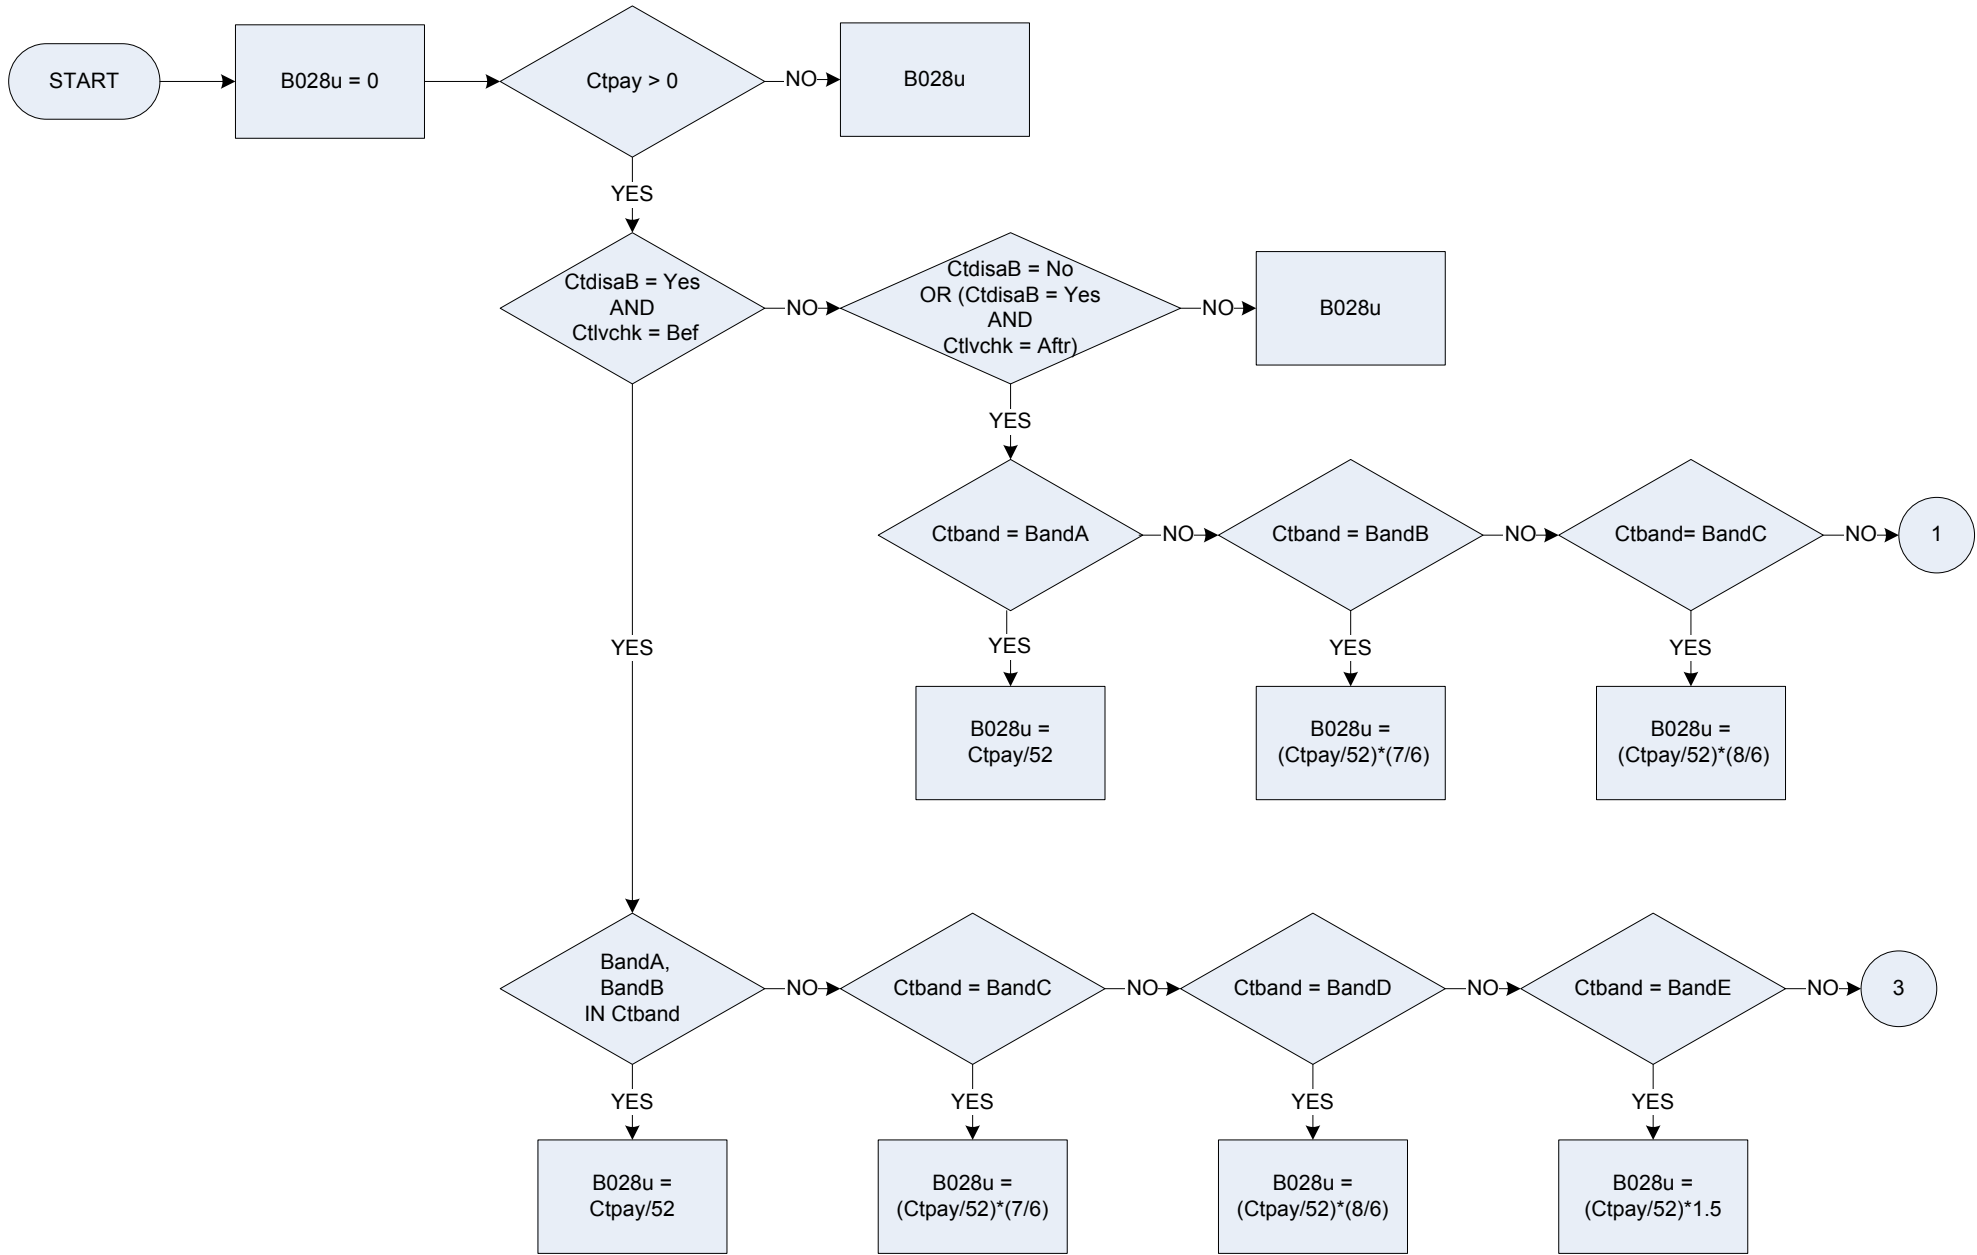 START
B028u = 0
Ctpay > 0
NO
B028u
YES
CtdisaB = Yes
AND
Ctlvchk = Bef
NO
CtdisaB = No
OR (CtdisaB = Yes
AND
Ctlvchk = Aftr)
NO
B028u
YES
Ctband = BandA
NO
Ctband = BandB
NO
Ctband= BandC
NO
1
YES
YES
YES
YES
B028u =
Ctpay/52
B028u =
(Ctpay/52)*(7/6)
B028u =
(Ctpay/52)*(8/6)
BandA,
BandB
IN Ctband
NO
Ctband = BandC
NO
Ctband = BandD
NO
Ctband = BandE
NO
3
YES
YES
YES
YES
B028u =
Ctpay/52
B028u =
(Ctpay/52)*(7/6)
B028u =
(Ctpay/52)*(8/6)
B028u =
(Ctpay/52)*1.5